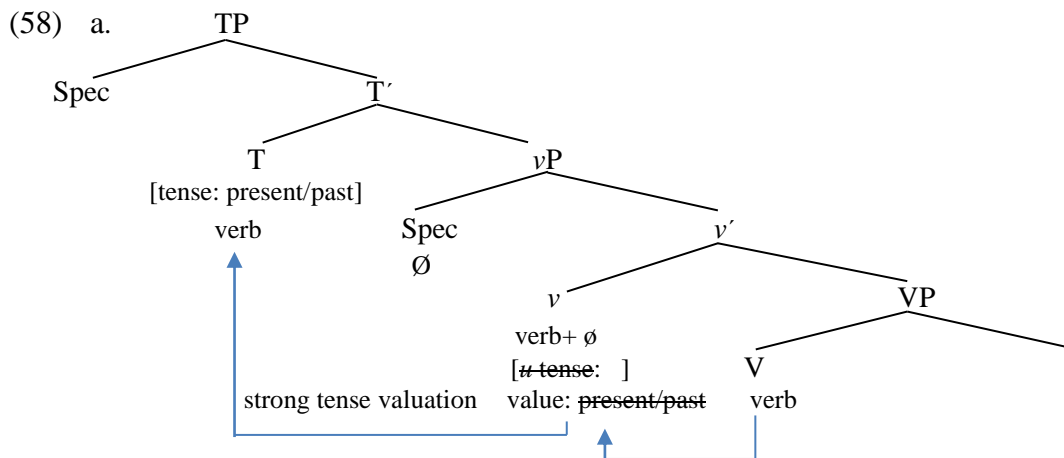 (58) a. TP
Spec T´
T vP
[tense: present/past]
verb Spec v´
Ø
v VP
verb+ ø
[u tense: ] V
strong tense valuation value: present/past verb